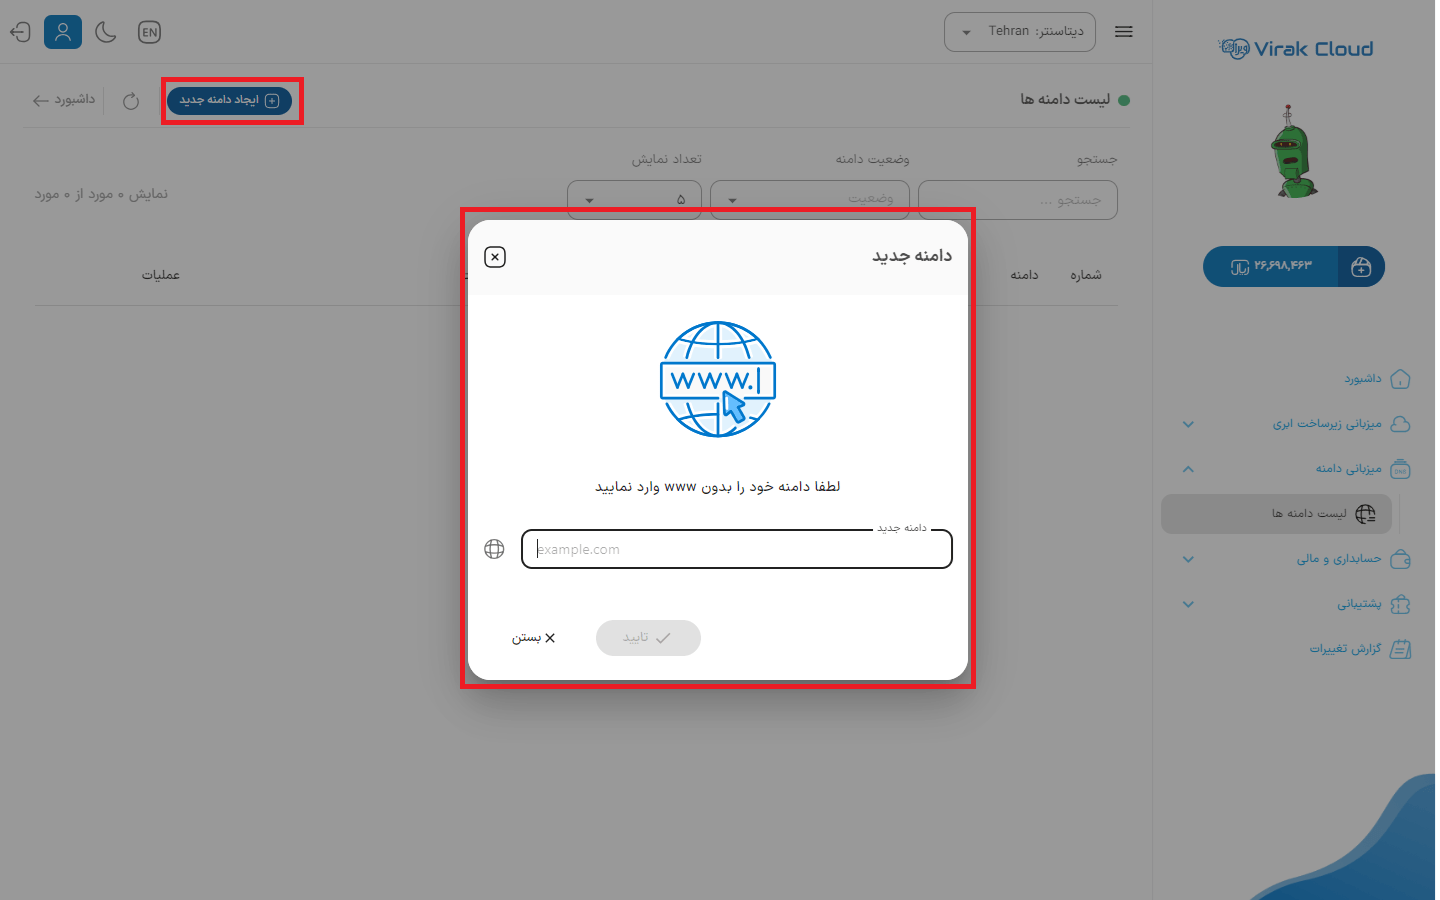 EN
دیتاسنتر: Tehran
Virak Cloud
لیست دامنه ها
ایجاد دامنه جدید
داشبورد
جستجو
وضعیت دامنه
تعداد نمایش
جستجو ...
وضعیت
۵
نمایش ۰ مورد از ۰ مورد
شماره
دامنه
عملیات
دامنه جدید
www.
لطفا دامنه خود را بدون www وارد نمایید
دامنه جدید
example.com
تایید
بستن
۲۶,۶۹۸,۴۶۳ ریال
داشبورد
میزبانی زیرساخت ابری
میزبانی دامنه
DNS
لیست دامنه ها
حسابداری و مالی
پشتیبانی
گزارش تغییرات